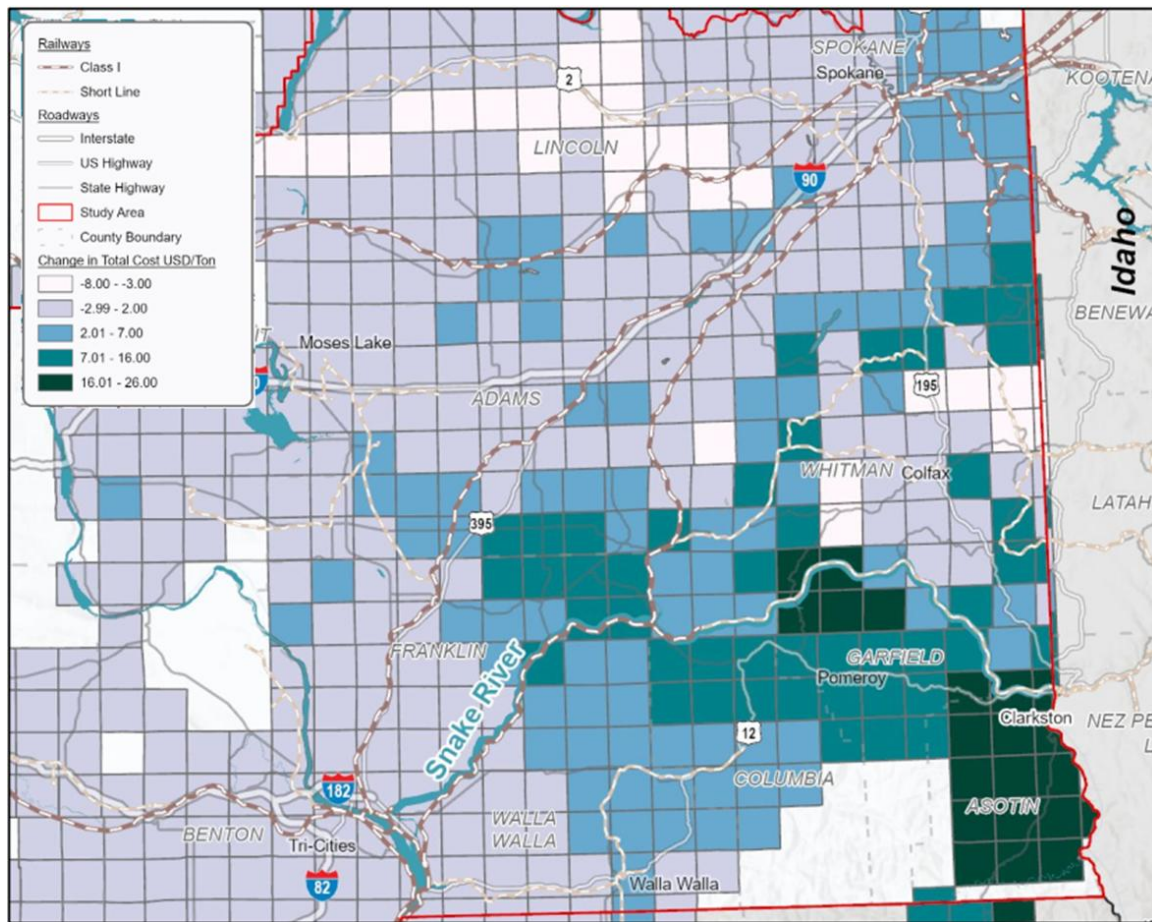 Railways
Class I
Short Line
Roadways
Interstate
US Highway
State Highway
Study Area
County Boundary
Change in Total Cost USD/Ton
-8.00 - -3.00
-2.99 - 2.00
2.01 - 7.00
7.01 - 16.00
16.01 - 26.00
SPOKANE
Spokane
KOOTENA
2
LINCOLN
90
Idaho
BENEWA
Moses Lake
ADAMS
195
WHITMAN
Colfax
LATAH
395
FRANKLIN
Snake River
GARFIELD
Pomeroy
Clarkston
NEZ PE
L
12
COLUMBIA
182
ASOTIN
BENTON
Tri-Cities
WALLA
WALLA
82
Walla Walla